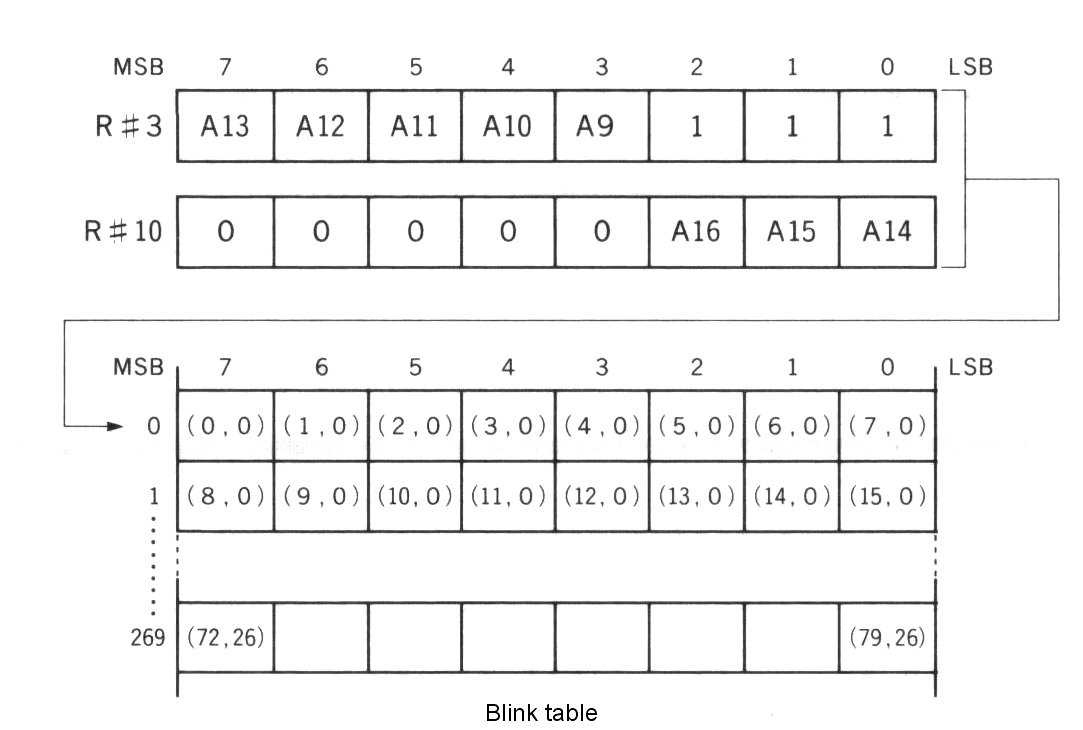 MSB 7 6 5 4 3 2 1 0 LSB
R#3 A13 A12 A11 A10 A9 1 1 1
R#10 0 0 0 0 0 A16 A15 A14
MSB 7 6 5 4 3 2 1 0 LSB
0 (0,0) (1,0) (2,0) (3,0) (4,0) (5,0) (6,0) (7,0)
1 (8,0) (9,0) (10,0) (11,0) (12,0) (13,0) (14,0) (15,0)
269 (72,26) (79,26)
Blink table